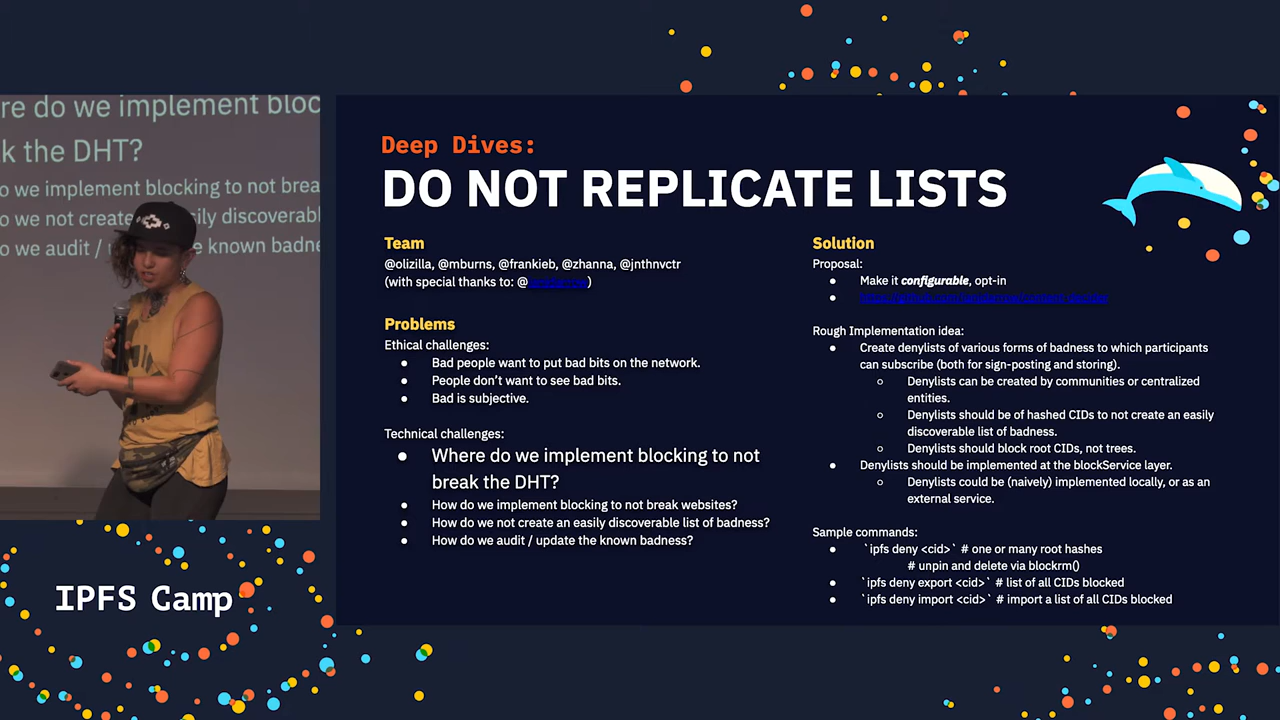 re do we implement bloc
k the DHT?
o we implement blocking to not brea
o we not create
sily discoverabl
o we audit /
e known badne
Deep Dives:
DO NOT REPLICATE LISTS
Team
@olizilla, @mburns, @frankieb, @zhanna, @jnthnvctr
(with special thanks to: @
Problems
Ethical challenges:
● Bad people want to put bad bits on the network.
● People don't want to see bad bits.
● Bad is subjective.
Technical challenges:
● Where do we implement blocking to not
break the DHT?
● How do we implement blocking to not break websites?
● How do we not create an easily discoverable list of badness?
● How do we audit / update the known badness?
Solution
Proposal:
● Make it configurable, opt-in
Rough Implementation idea:
● Create denylists of various forms of badness to which participants
can subscribe (both for sign-posting and storing).
○ Denylists can be created by communities or centralized
entities.
○ Denylists should be of hashed CIDs to not create an easily
discoverable list of badness.
○ Denylists should block root CIDs, not trees.
● Denylists should be implemented at the blockService layer.
○ Denylists could be (naively) implemented locally, or as an
external service.
Sample commands:
● `ipfs deny <cid>` # one or many root hashes
# unpin and delete via blockrm()
● `ipfs deny export <cid>` # list of all CIDs blocked
● `ipfs deny import <cid>` # import a list of all CIDs blocked
IPFS Camp